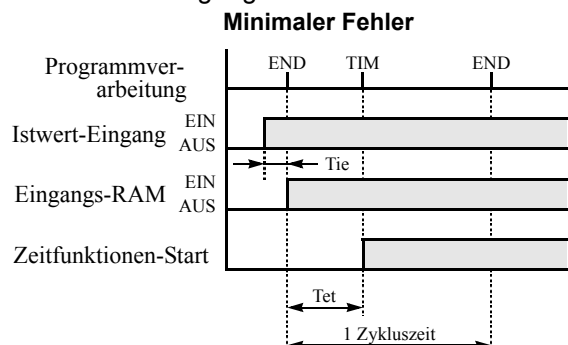 Minimaler Fehler
END TIM END
Programmver-
arbeitung
Istwert-Eingang EIN
AUS
Tie
Eingangs-RAM EIN
AUS
Zeitfunktionen-Start
Tet
1 Zykluszeit